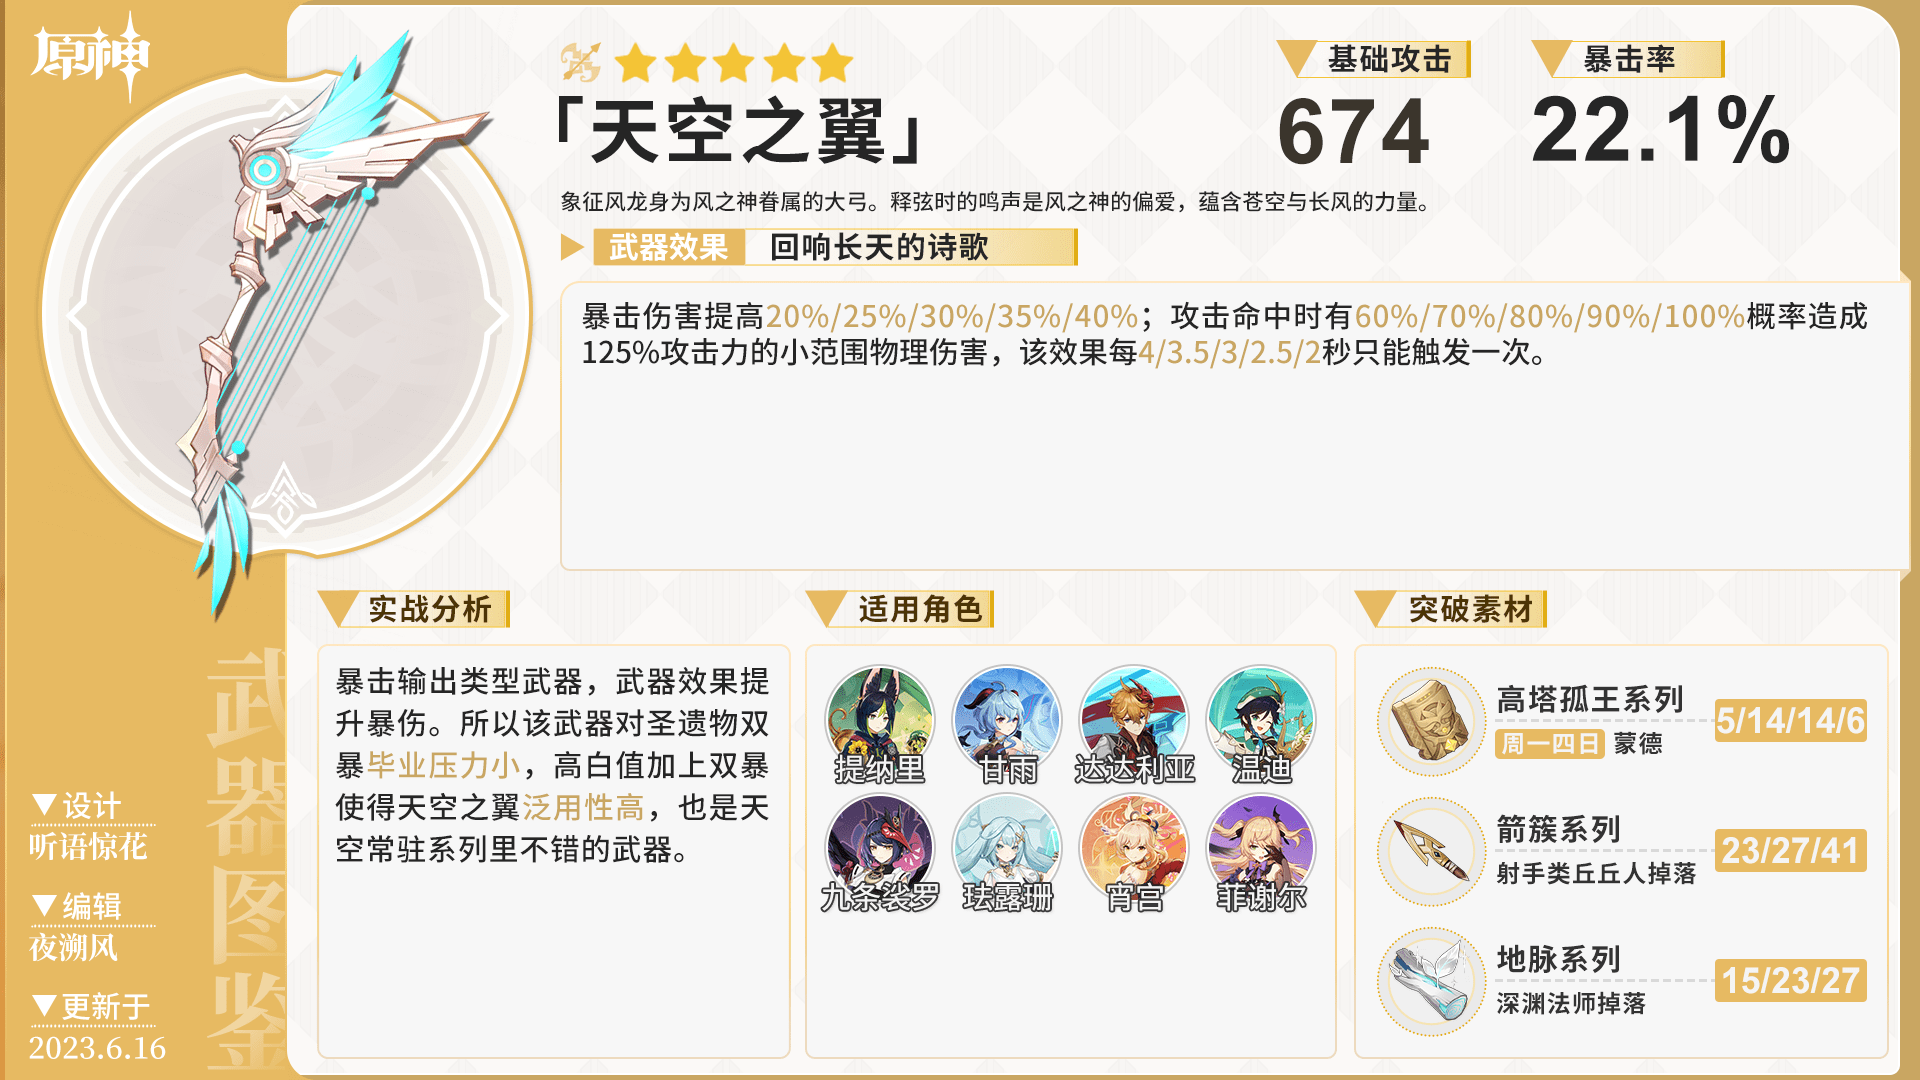 原神
「天空之翼」
基础攻击
674
暴击率
22.1%
象征风龙身为风之神眷属的大弓。释弦时的鸣声是风之神的偏爱，蕴含苍空与长风的力量。
武器效果 回响长天的诗歌
暴击伤害提高20%/25%/30%/35%/40%；攻击命中时有60%/70%/80%/90%/100%概率造成
125%攻击力的小范围物理伤害，该效果每4/3.5/3/2.5/2秒只能触发一次。
实战分析
暴击输出类型武器，武器效果提
升暴伤。所以该武器对圣遗物双
暴毕业压力小，高白值加上双暴
使得天空之翼泛用性高，也是天
空常驻系列里不错的武器。
适用角色
提纳里 甘雨 达达利亚 温迪
九条裟罗 珐露珊 宵宫 菲谢尔
突破素材
高塔孤王系列
周一四日 蒙德
5/14/14/6
箭簇系列
射手类丘丘人掉落
23/27/41
地脉系列
深渊法师掉落
15/23/27
武器图鉴
▼设计
听语惊花
▼编辑
夜溯风
▼更新于
2023.6.16